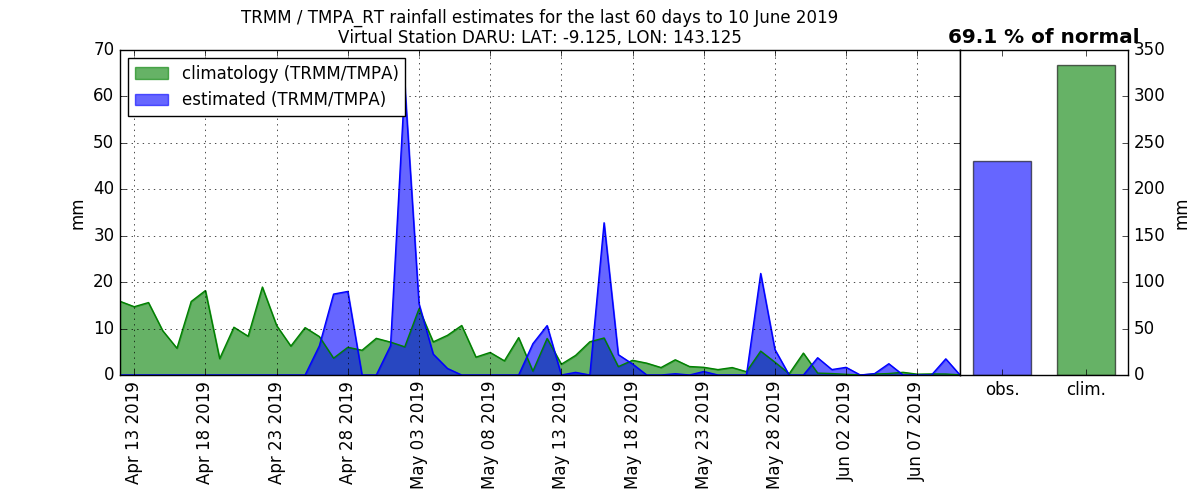 TRMM / TMPA_RT rainfall estimates for the last 60 days to 10 June 2019
Virtual Station DARU: LAT: -9.125, LON: 143.125
69.1 % of normal
climatology (TRMM/TMPA)
estimated (TRMM/TMPA)
70
60
50
40
30
20
10
0
mm
Apr 13 2019
Apr 18 2019
Apr 23 2019
Apr 28 2019
May 03 2019
May 08 2019
May 13 2019
May 18 2019
May 23 2019
May 28 2019
Jun 02 2019
Jun 07 2019
obs.
clim.
350
300
250
200
150
100
50
0
mm